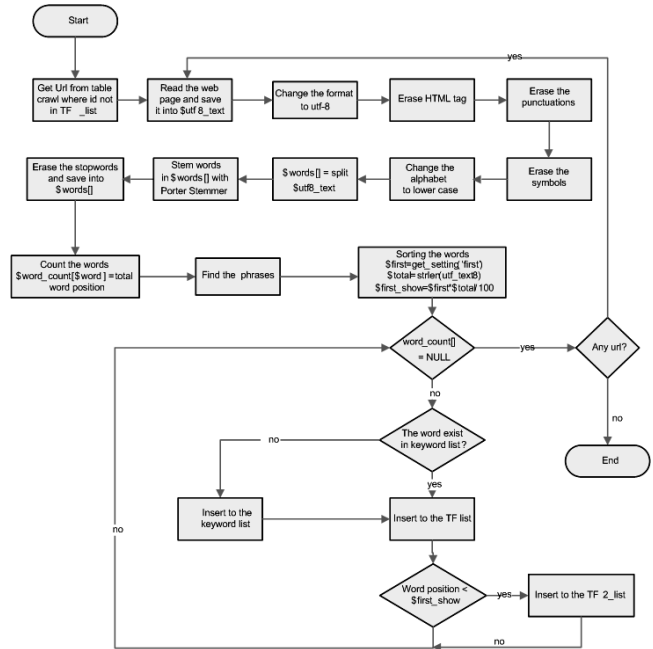 Start
yes
Get Url from table
crawl where id not
in TF _list
Read the web
page and save
it into $utf 8_text
Change the format
to utf-8
Erase HTML tag
Erase the
punctuations
Erase the stopwords
and save into
$words[]
Stem words
in $words[] with
Porter Stemmer
$words[] = split
$utf8_text
Change the
alphabet
to lower case
Erase the
symbols
Count the words
$word_count[$word] =total
word position
Find the phrases
Sorting the words
$first=get_setting('first')
$total=strler(utf_text8)
$first_show=$first*$total/100
word_count[]
= NULL
yes
Any url?
no
no
The word exist
in keyword list?
no
End
yes
Insert to the
keyword list
Insert to the TF list
no
Word position <
$first_show
yes
Insert to the TF 2_list
no